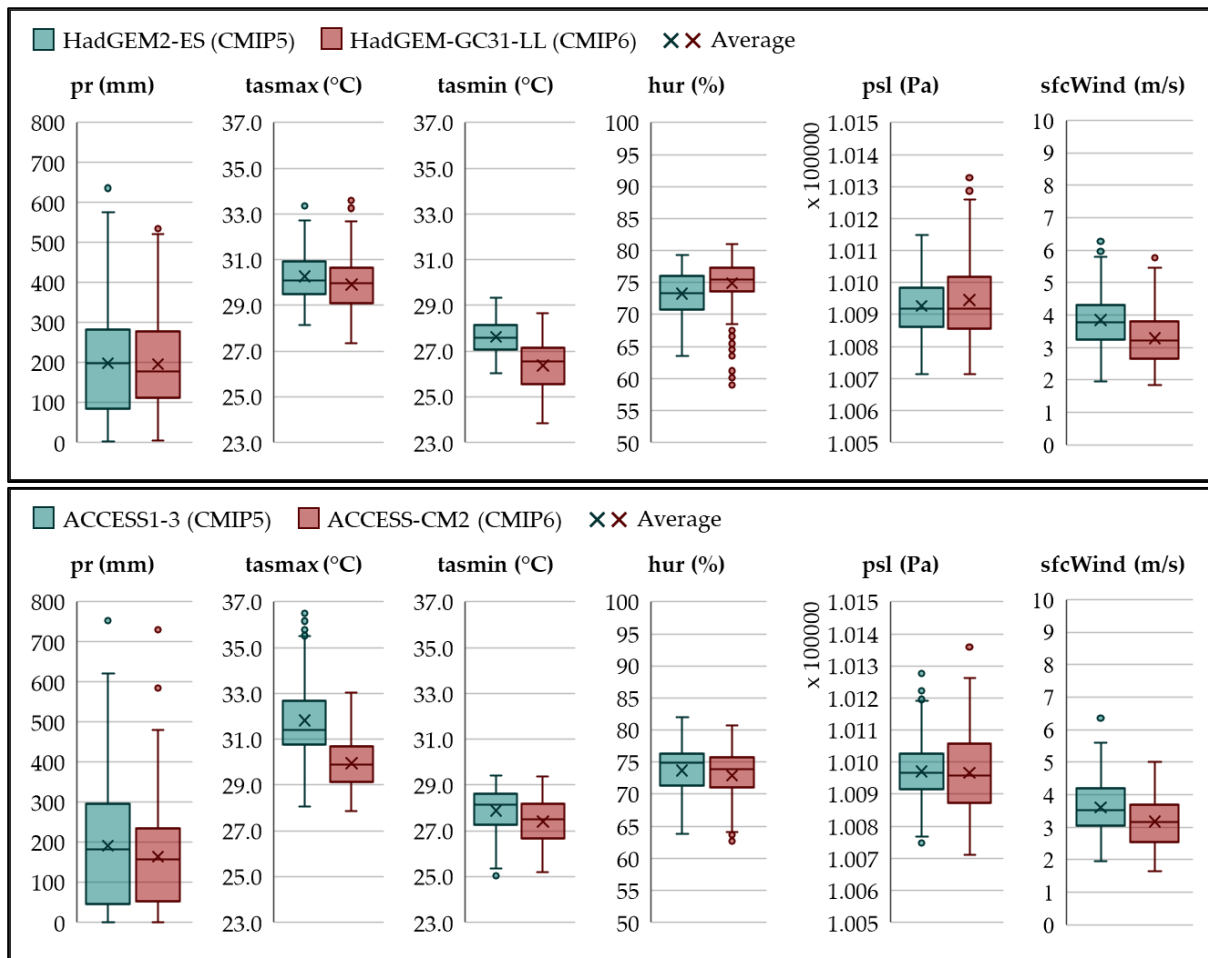 HadGEM2-ES (CMIP5) HadGEM-GC31-LL (CMIP6) Average
pr (mm) tasmax (°C) tasmin (°C) hur (%) psl (Pa) sfcWind (m/s)
800 37.0 37.0 100 1.015 10
700 35.0 35.0 95 1.014 9
600 33.0 33.0 90 1.013 8
500 31.0 31.0 85 1.012 7
400 29.0 29.0 80 1.011 6
300 27.0 27.0 75 1.010 5
200 25.0 25.0 70 1.009 4
100 23.0 23.0 65 1.008 3
0 60 1.007 2
55 1.006 1
50 1.005 0
x 100000
ACCESS1-3 (CMIP5) ACCESS-CM2 (CMIP6) Average
pr (mm) tasmax (°C) tasmin (°C) hur (%) psl (Pa) sfcWind (m/s)
800 37.0 37.0 100 1.015 10
700 35.0 35.0 95 1.014 9
600 33.0 33.0 90 1.013 8
500 31.0 31.0 85 1.012 7
400 29.0 29.0 80 1.011 6
300 27.0 27.0 75 1.010 5
200 25.0 25.0 70 1.009 4
100 23.0 23.0 65 1.008 3
0 60 1.007 2
55 1.006 1
50 1.005 0
x 100000